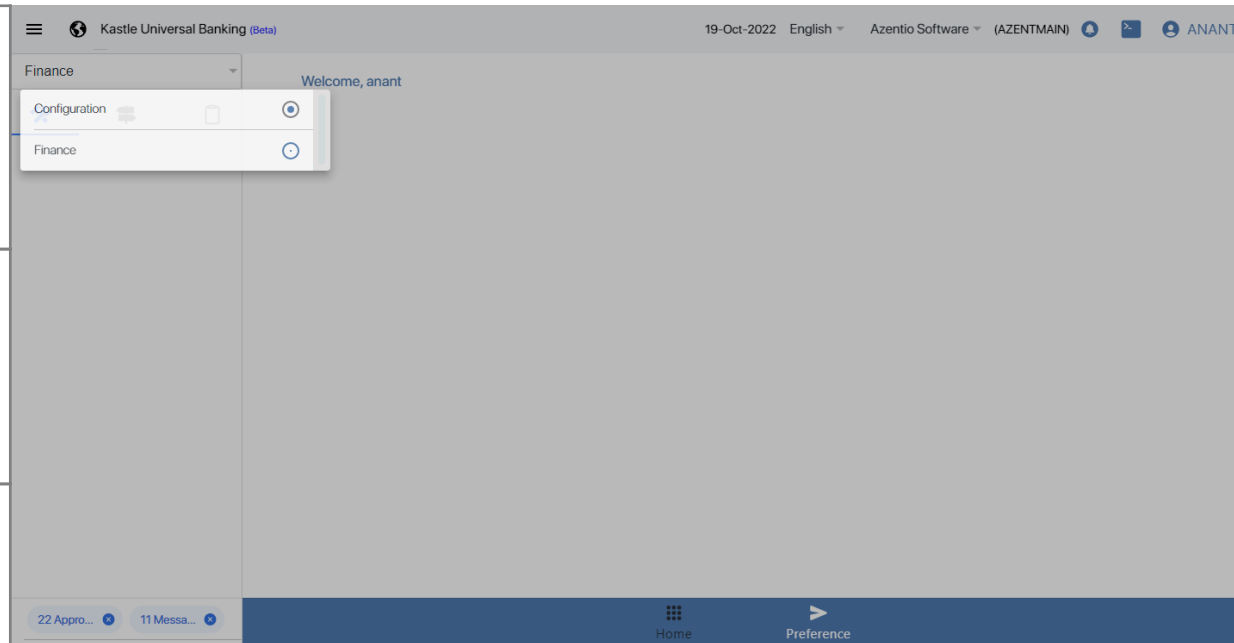 Kastle Universal Banking (Beta)
19-Oct-2022 English Azentio Software (AZENTMAIN) ANANT
Finance
Welcome, anant
Configuration
Finance
22 Appro... 11 Messa...
Home Preference